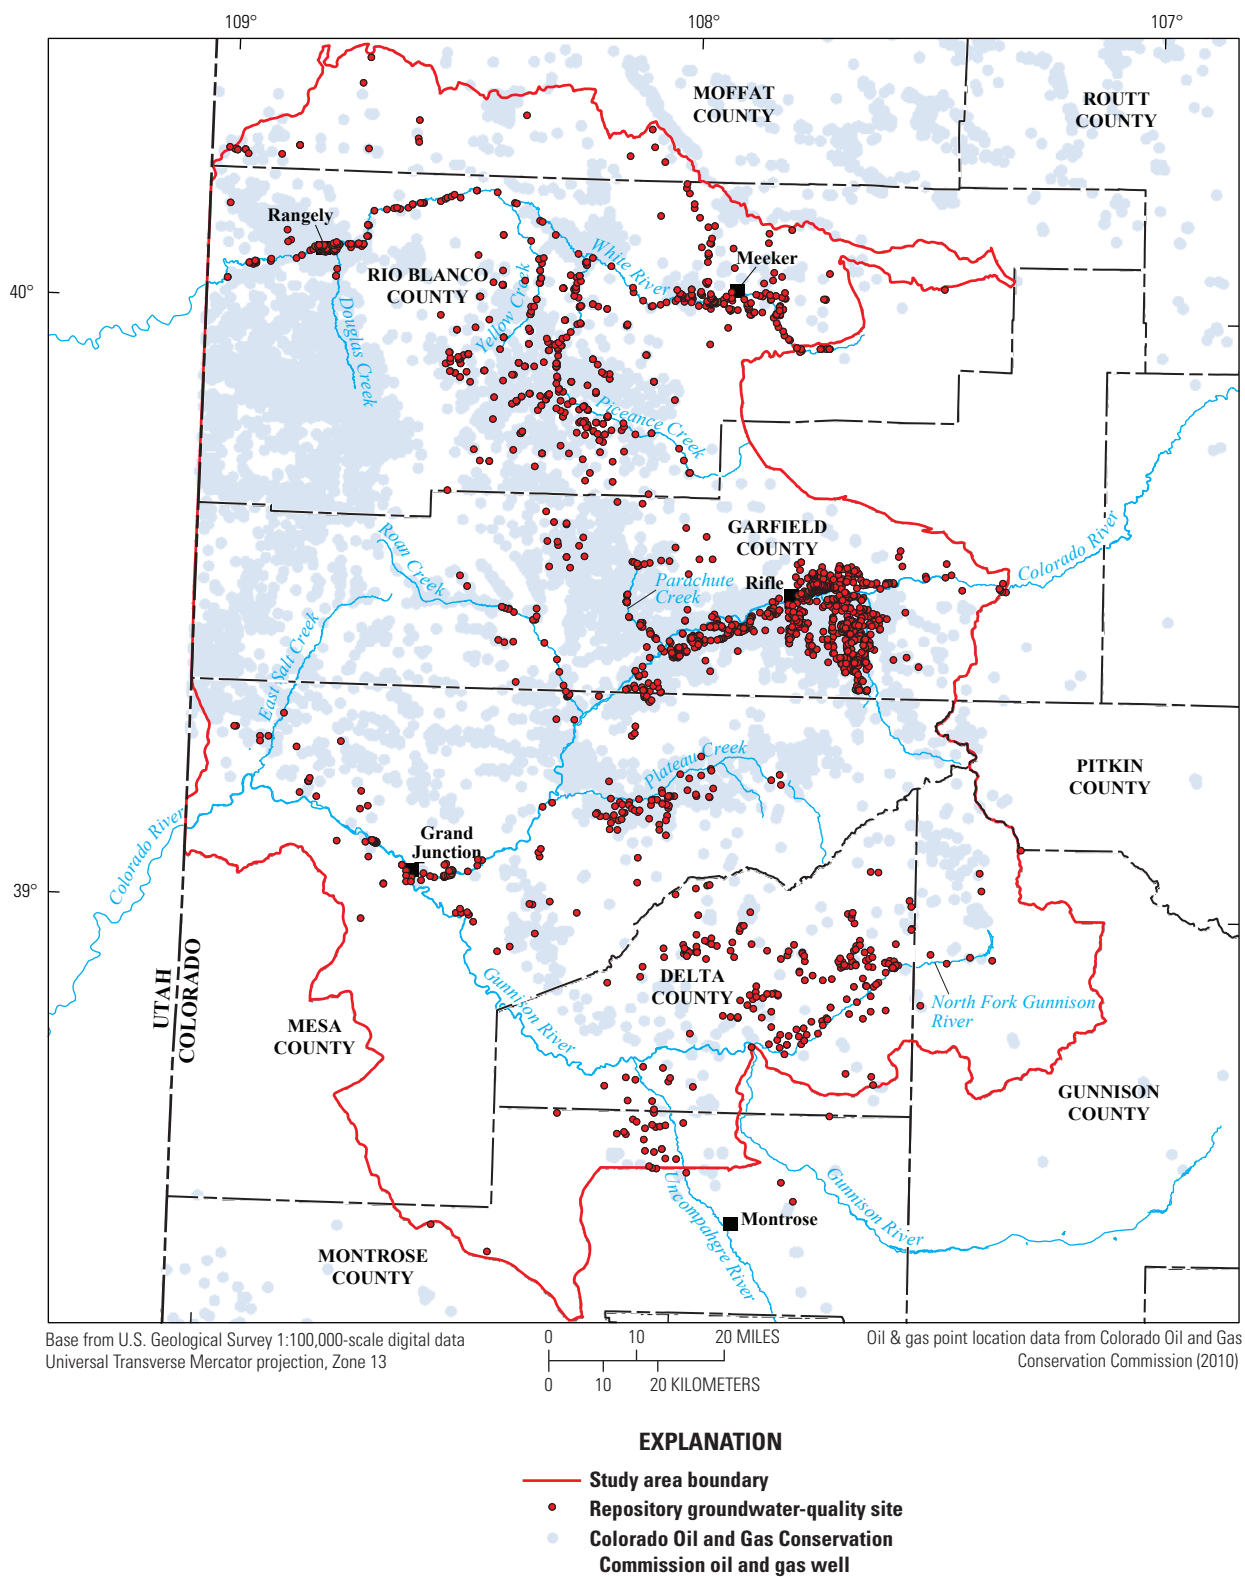 109°
108°
107°
MOFFAT
COUNTY
ROUTT
COUNTY
Rangely
White River
Meeker
RIO BLANCO
COUNTY
40°
Yellow Creek
Douglas Creek
Piceance Creek
GARFIELD
COUNTY
Roan Creek
Colorado River
Parachute
Creek
Rifle
East Salt Creek
Plateau Creek
PITKIN
COUNTY
Colorado River
Grand
Junction
39°
UTAH
COLORADO
Gunnison River
DELTA
COUNTY
North Fork Gunnison
River
MESA
COUNTY
GUNNISON
COUNTY
Uncompahgre River
Gunnison River
Montrose
MONTROSE
COUNTY
Base from U.S. Geological Survey 1:100,000-scale digital data
Universal Transverse Mercator projection, Zone 13
0 10 20 MILES
0 10 20 KILOMETERS
Oil & gas point location data from Colorado Oil and Gas
Conservation Commission (2010)
EXPLANATION
Study area boundary
Repository groundwater-quality site
Colorado Oil and Gas Conservation
Commission oil and gas well